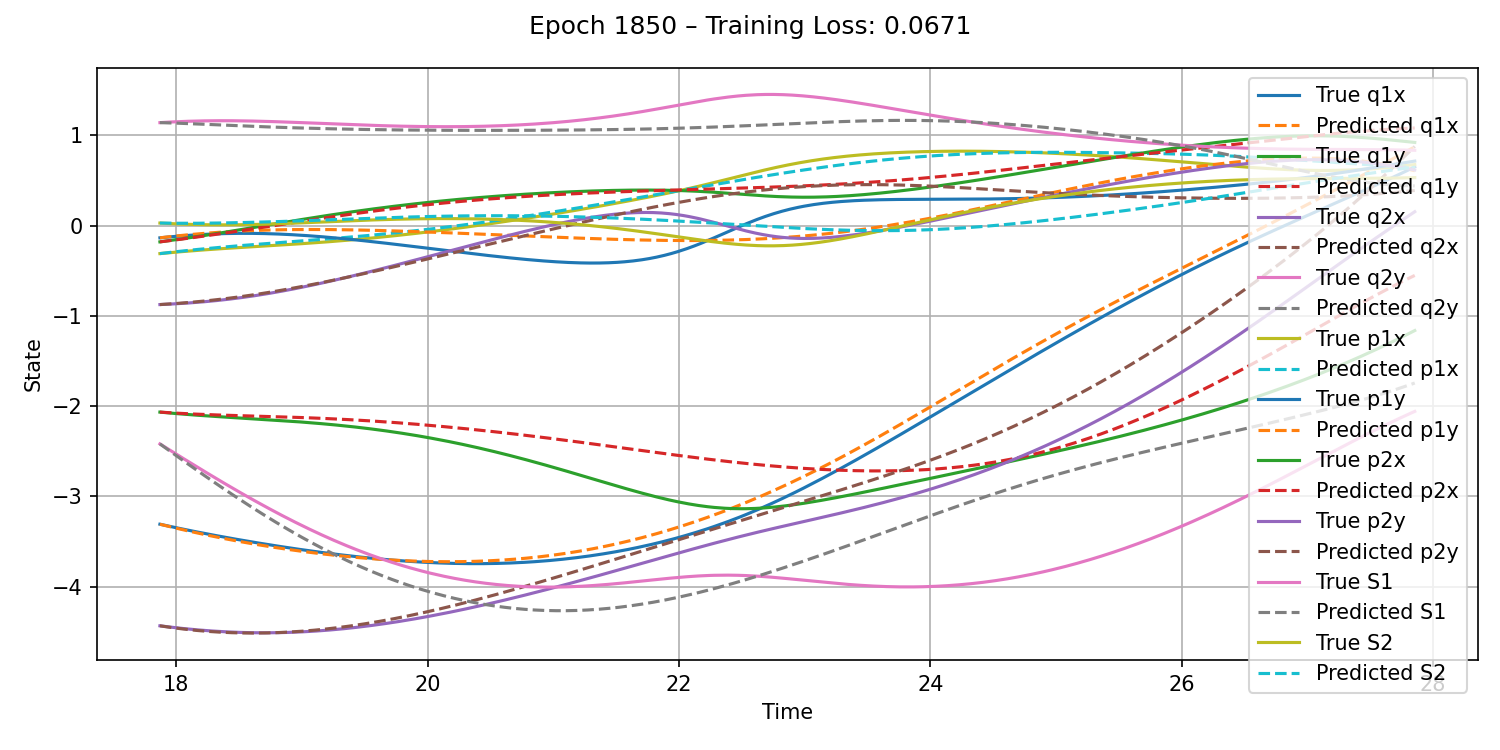 Epoch 1850 – Training Loss: 0.0671
State
1
0
−1
−2
−3
−4
18
20
22
24
26
28
Time
True q1x
Predicted q1x
True q1y
Predicted q1y
True q2x
Predicted q2x
True q2y
Predicted q2y
True p1x
Predicted p1x
True p1y
Predicted p1y
True p2x
Predicted p2x
True p2y
Predicted p2y
True S1
Predicted S1
True S2
Predicted S2